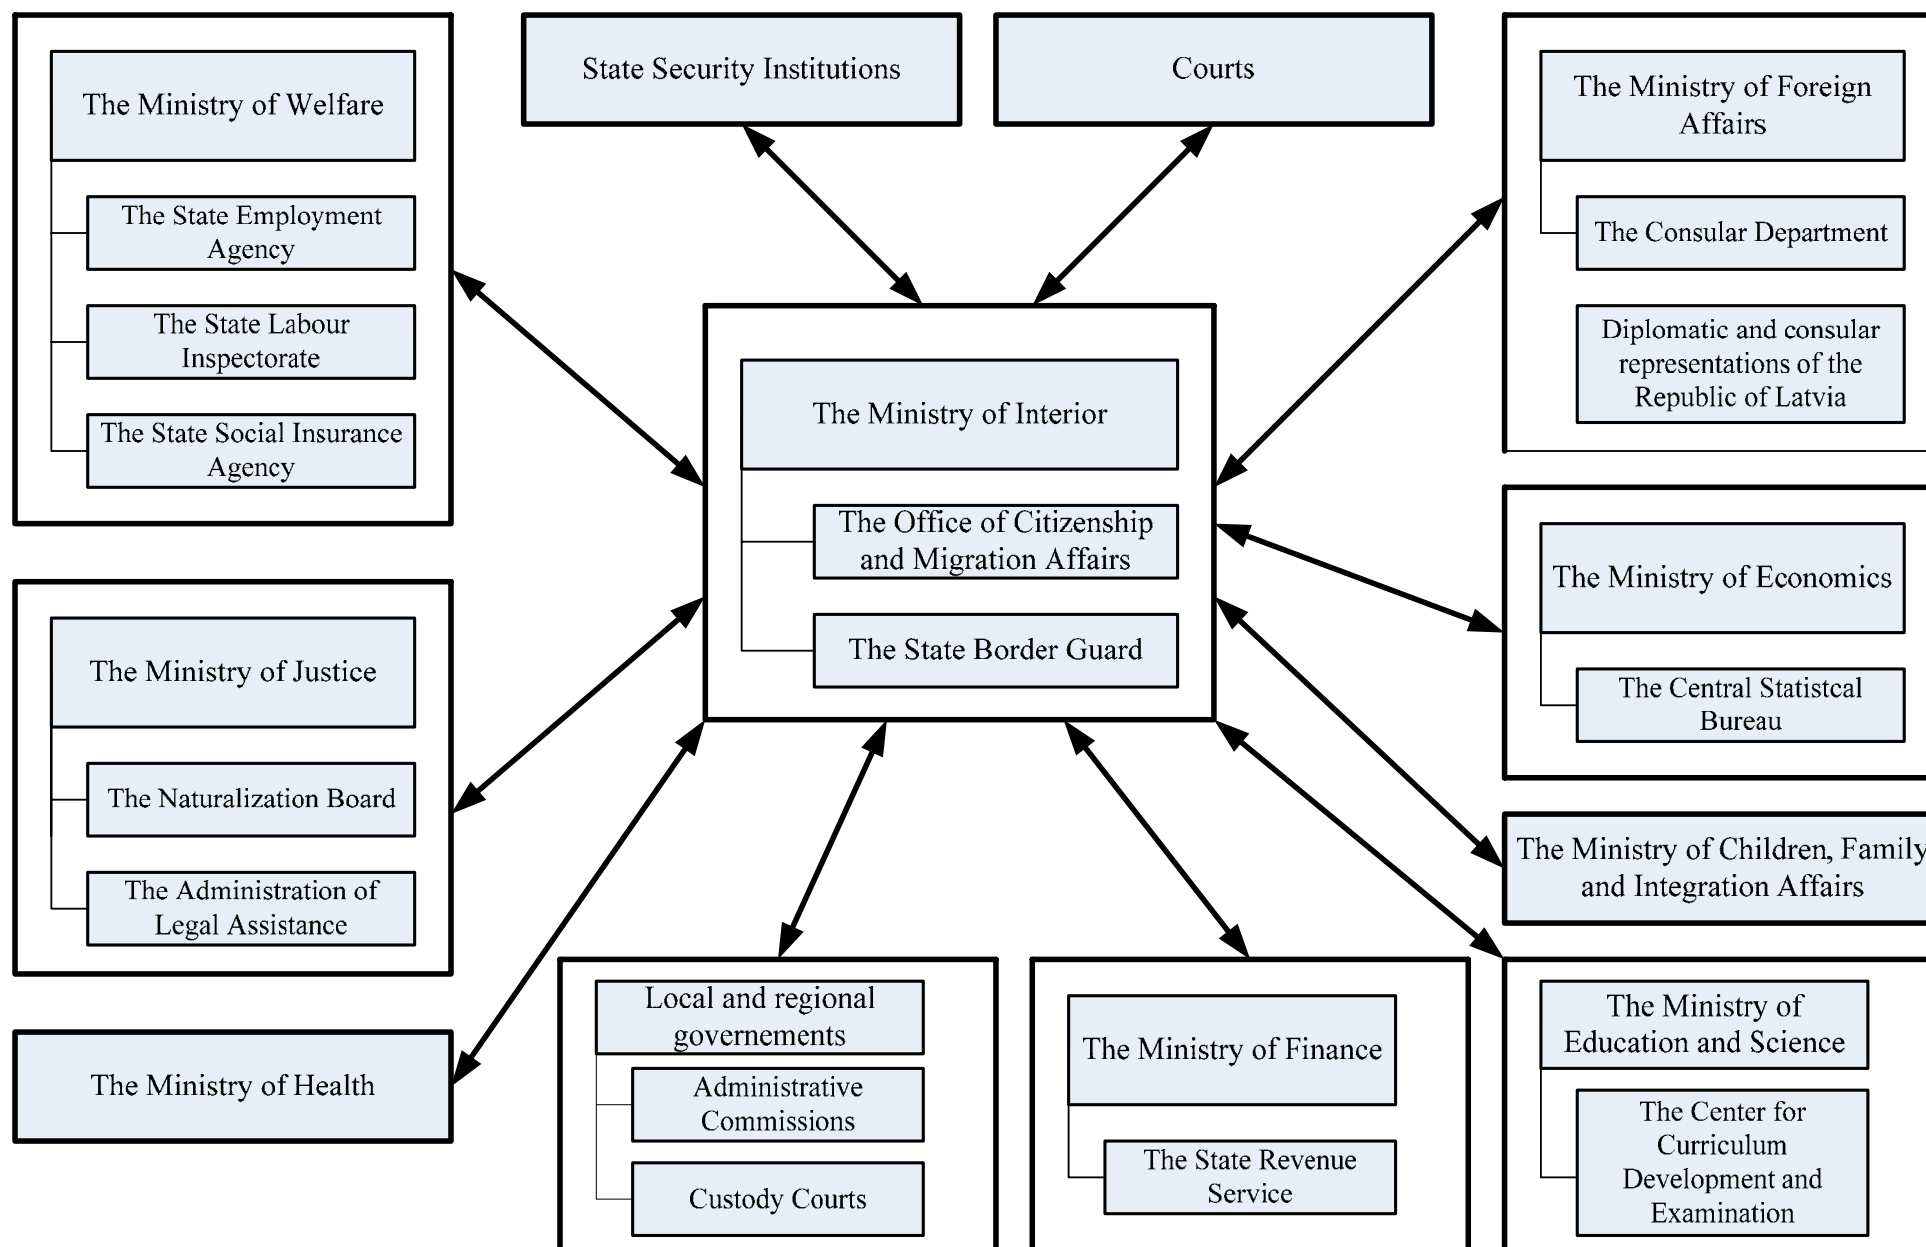 The Ministry of Welfare
The State Employment
Agency
The State Labour
Inspectorate
The State Social Insurance
Agency
State Security Institutions
Courts
The Ministry of Foreign
Affairs
The Consular Department
Diplomatic and consular
representations of the
Republic of Latvia
The Ministry of Interior
The Office of Citizenship
and Migration Affairs
The State Border Guard
The Ministry of Economics
The Central Statistcal
Bureau
The Ministry of Justice
The Naturalization Board
The Administration of
Legal Assistance
The Ministry of Children, Family
and Integration Affairs
The Ministry of Health
Local and regional
governements
Administrative
Commissions
Custody Courts
The Ministry of Finance
The State Revenue
Service
The Ministry of
Education and Science
The Center for
Curriculum
Development and
Examination